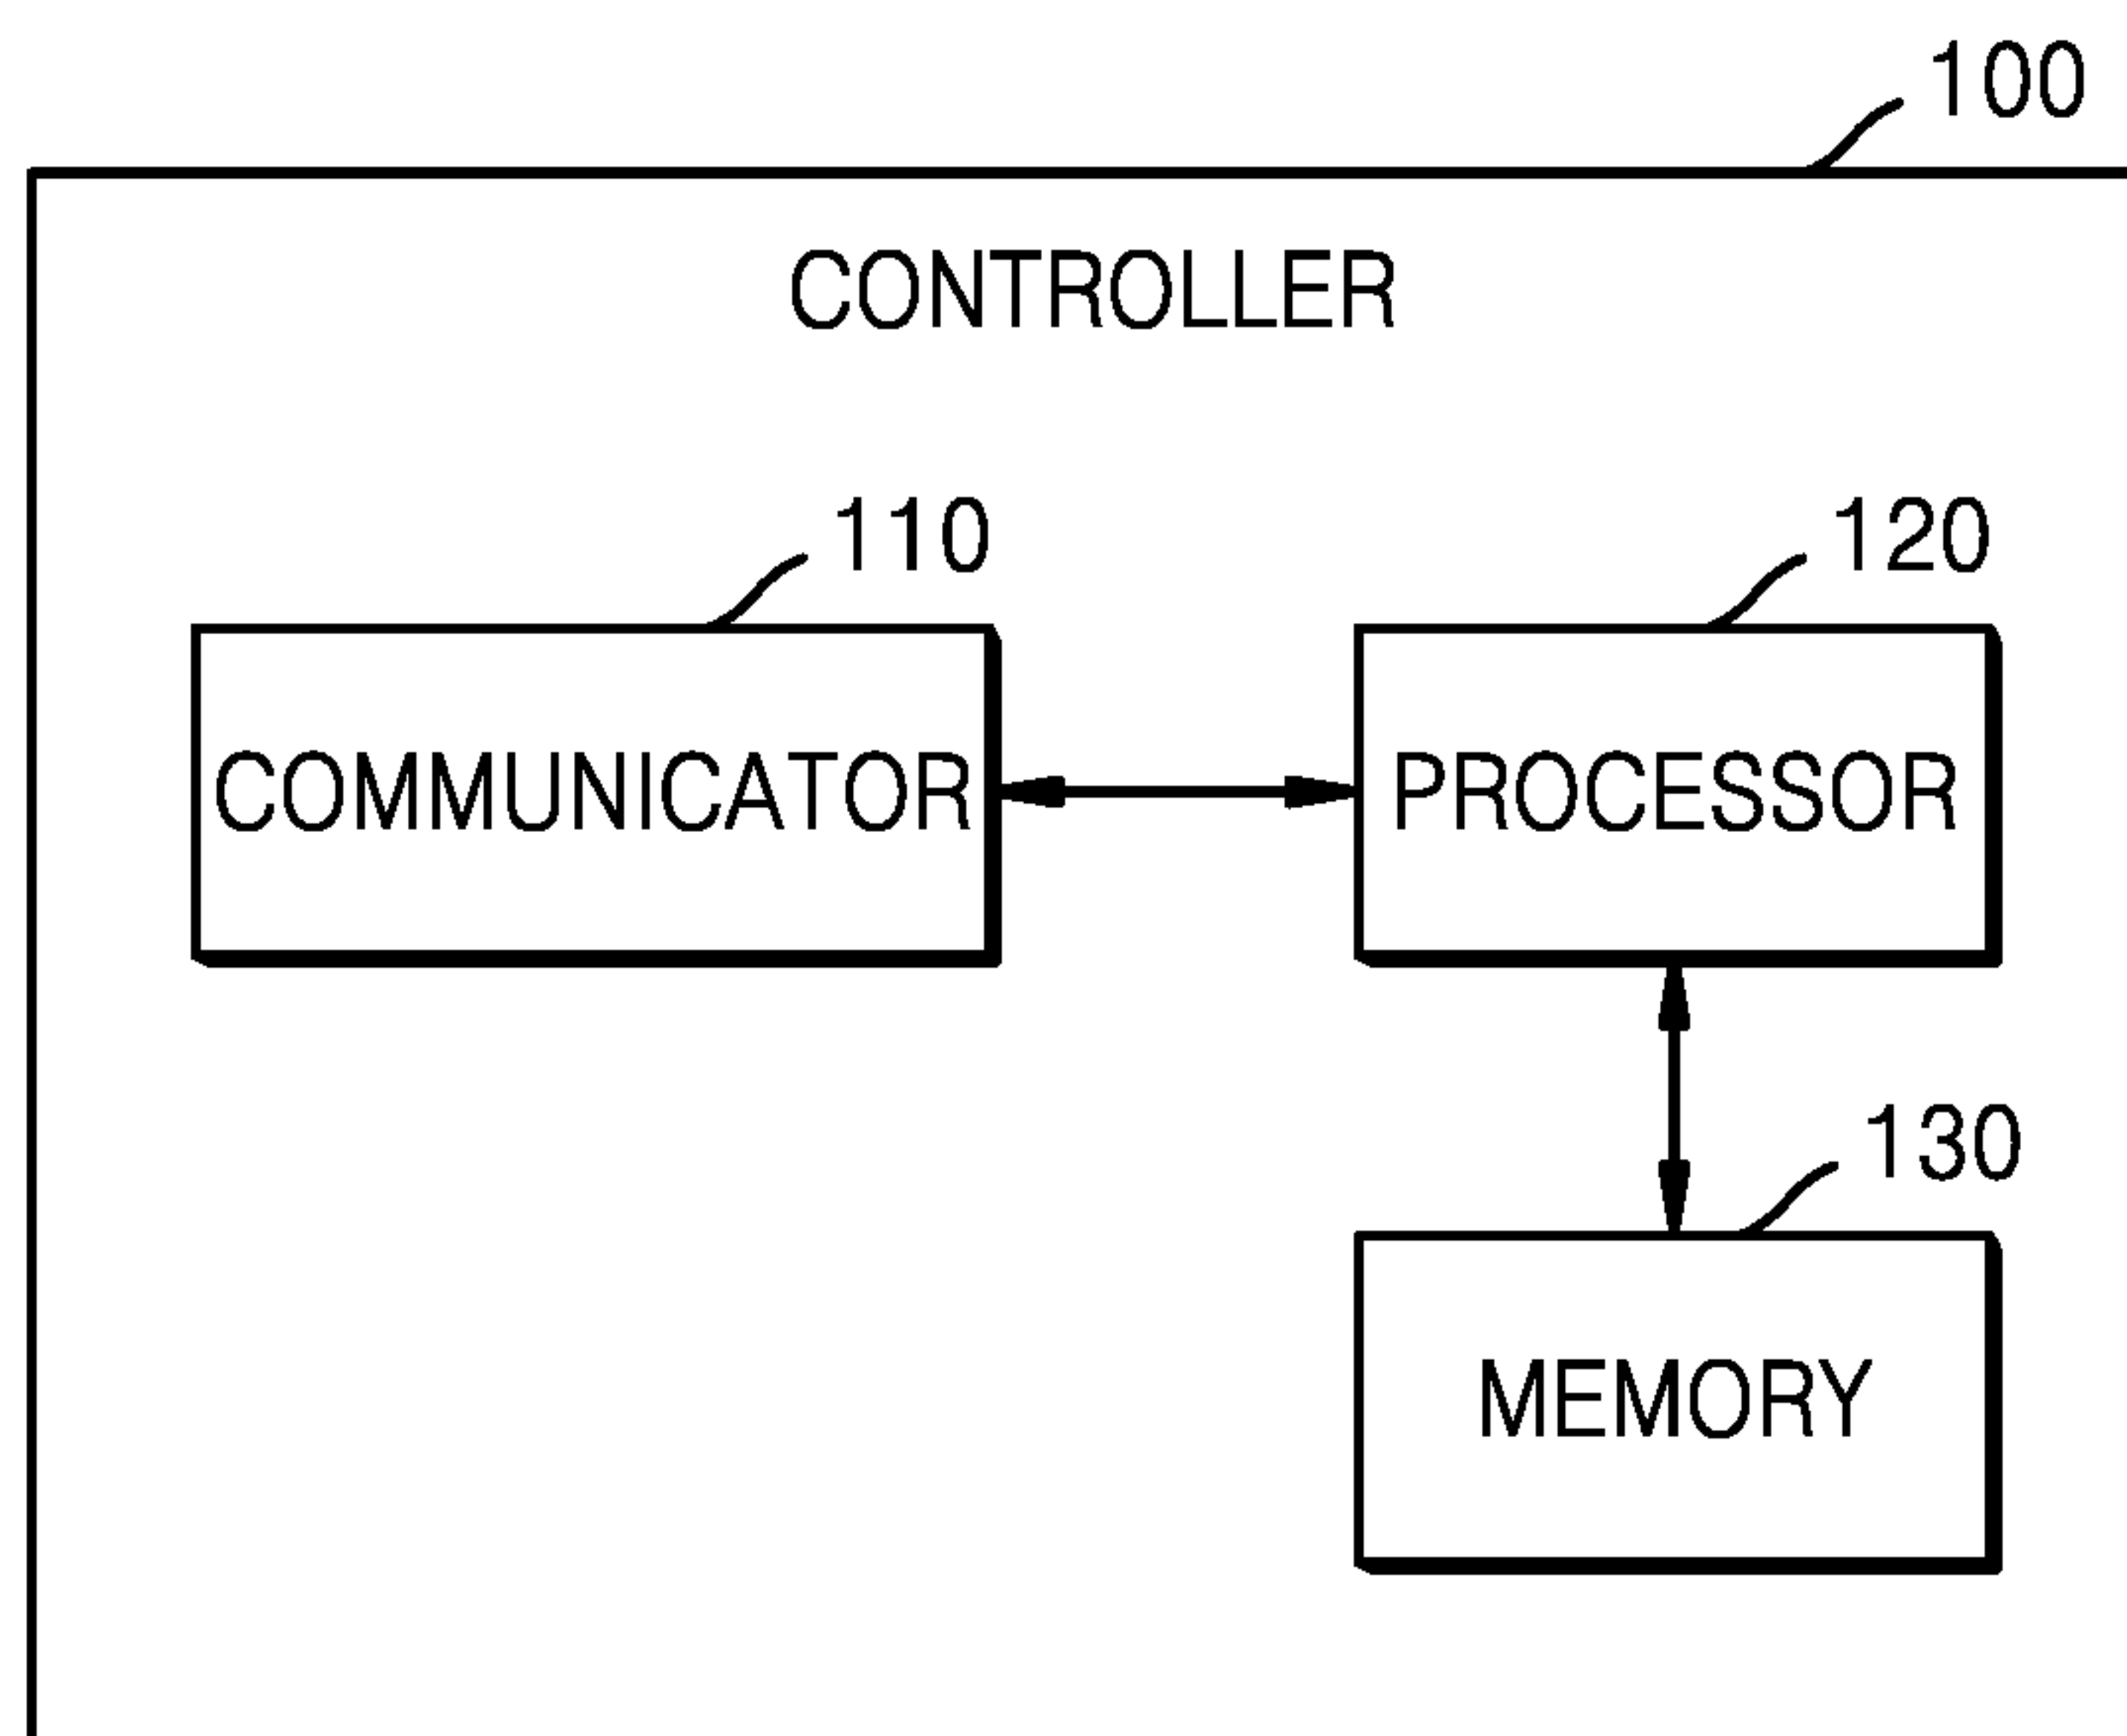 100
CONTROLLER
110
120
COMMUNICATOR
PROCESSOR
130
MEMORY